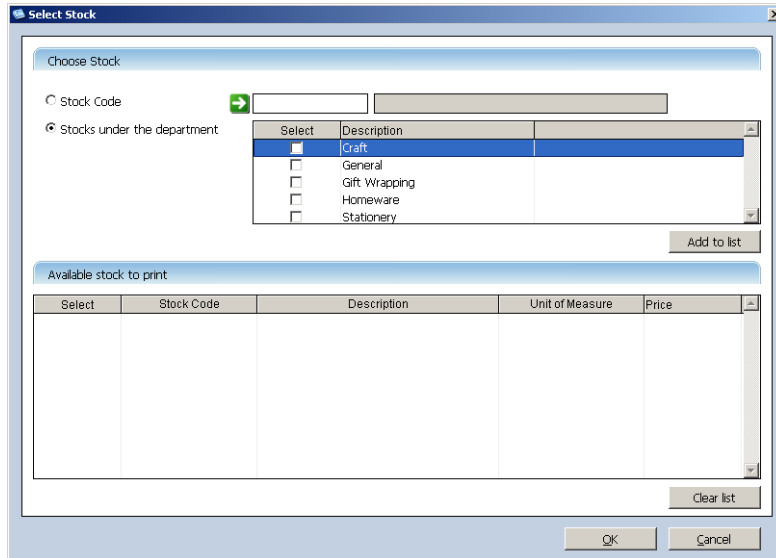 Select Stock
Choose Stock
Stock Code
Stocks under the department
Select Description
Craft
General
Gift Wrapping
Homeware
Stationery
Add to list
Available stock to print
Select Stock Code Description Unit of Measure Price
Clear list
OK Cancel